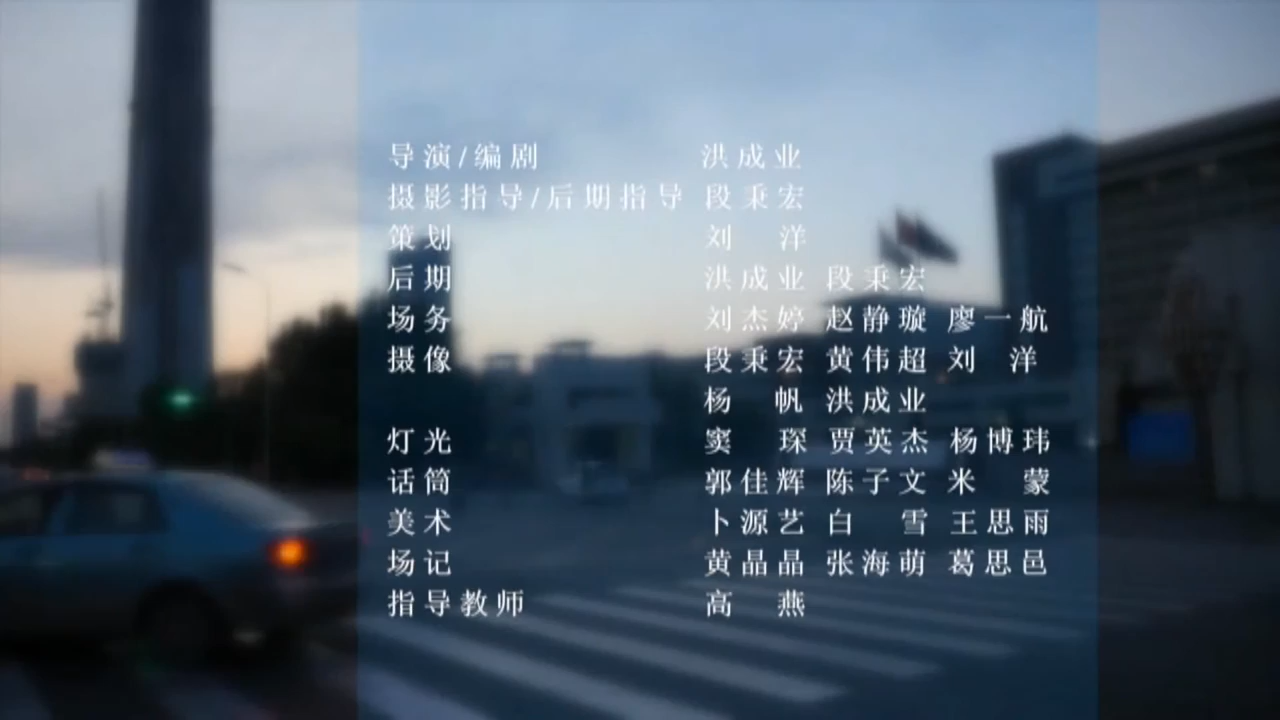 导演/编剧 洪成业
摄影指导/后期指导 段秉宏
策划 刘 洋
后期 洪成业 段秉宏
场务 刘杰婷 赵静璇 廖一航
摄像 段秉宏 黄伟超 刘 洋
杨 帆 洪成业
灯光 窦 琛 贾英杰 杨博玮
话筒 郭佳辉 陈子文 米 蒙
美术 卜源艺 白 雪 王思雨
场记 黄晶晶 张海萌 葛思邑
指导教师 高 燕